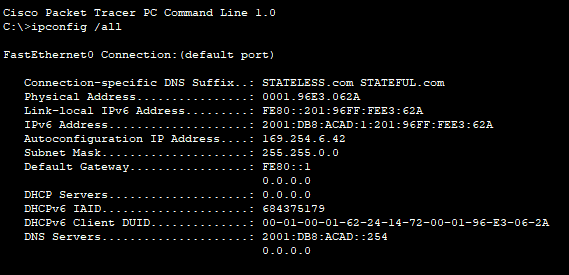 Cisco Packet Tracer PC Command Line 1.0
C:\>ipconfig /all
FastEthernet0 Connection:(default port)
Connection-specific DNS Suffix..: STATELESS.com STATEFUL.com
Physical Address................: 0001.96E3.062A
Link-local IPv6 Address.........: FE80::201:96FF:FEE3:62A
IPv6 Address....................: 2001:DB8:ACAD:1:201:96FF:FEE3:62A
Autoconfiguration IP Address....: 169.254.6.42
Subnet Mask.....................: 255.255.0.0
Default Gateway.................: FE80::1
0.0.0.0
DHCP Servers....................: 0.0.0.0
DHCPv6 IAID.....................: 684375179
DHCPv6 Client DUID..............: 00-01-00-01-62-24-14-72-00-01-96-E3-06-2A
DNS Servers.....................: 2001:DB8:ACAD::254
0.0.0.0